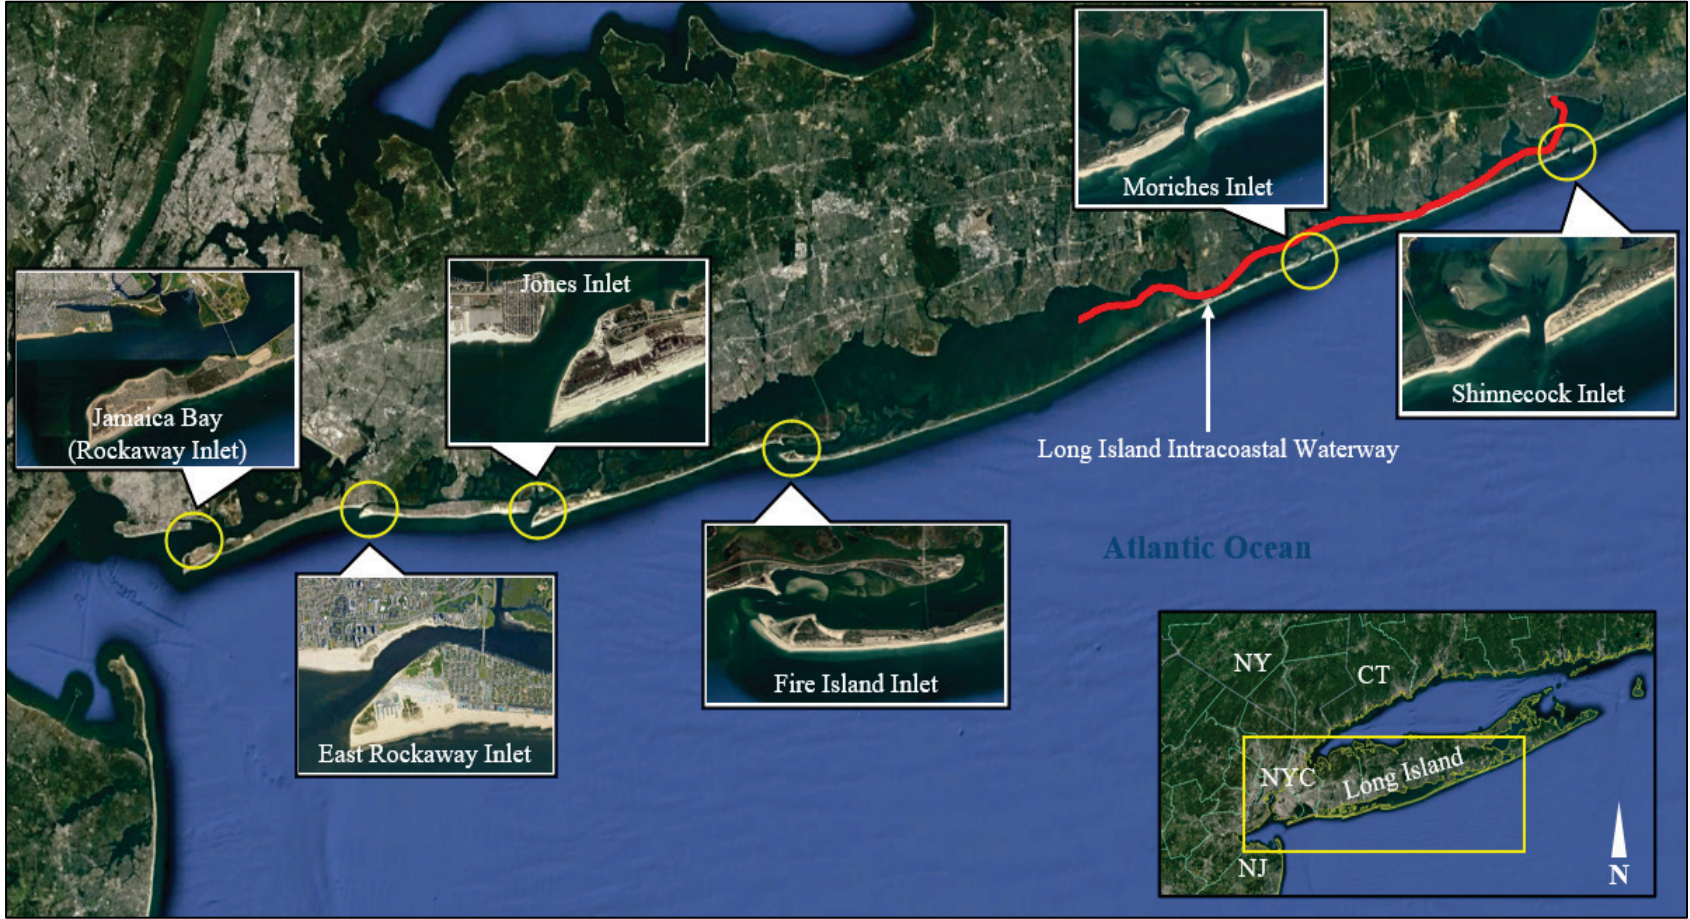 Moriches Inlet
Jones Inlet
Jamaica Bay
(Rockaway Inlet)
Shinnecock Inlet
Long Island Intracoastal Waterway
Atlantic Ocean
Fire Island Inlet
East Rockaway Inlet
NY
CT
NYC
Long Island
NJ
N